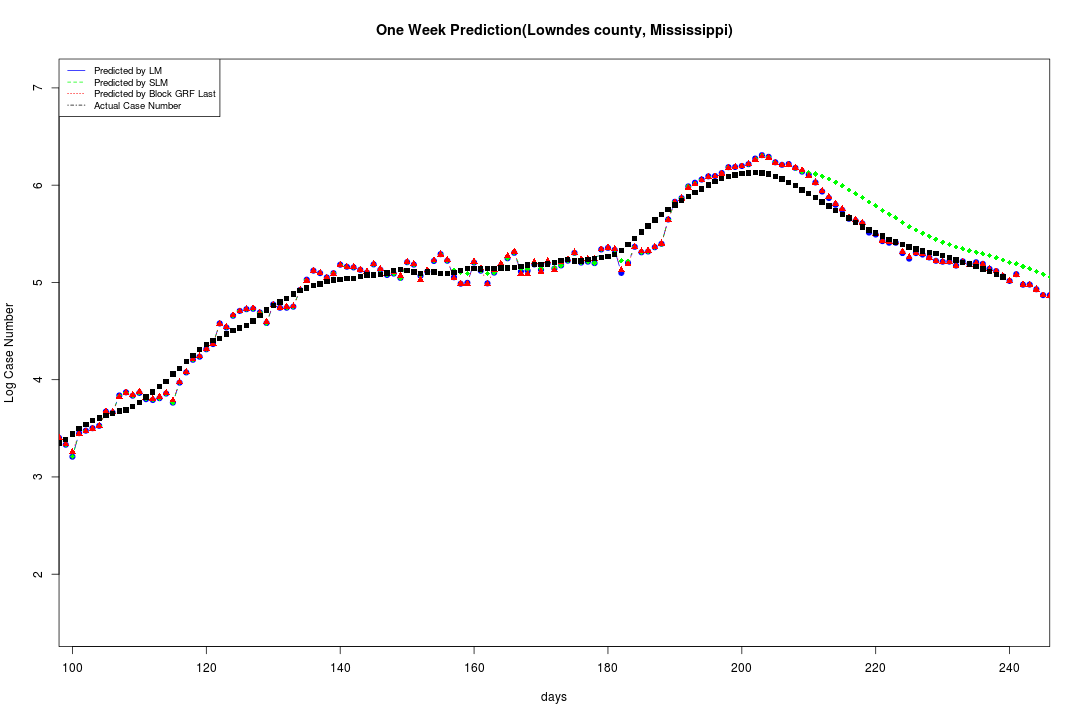 One Week Prediction(Lowndes county, Mississippi)
Predicted by LM
Predicted by SLM
Predicted by Block GRF Last
Actual Case Number
7
6
5
4
3
2
Log Case Number
100 120 140 160 180 200 220 240
days